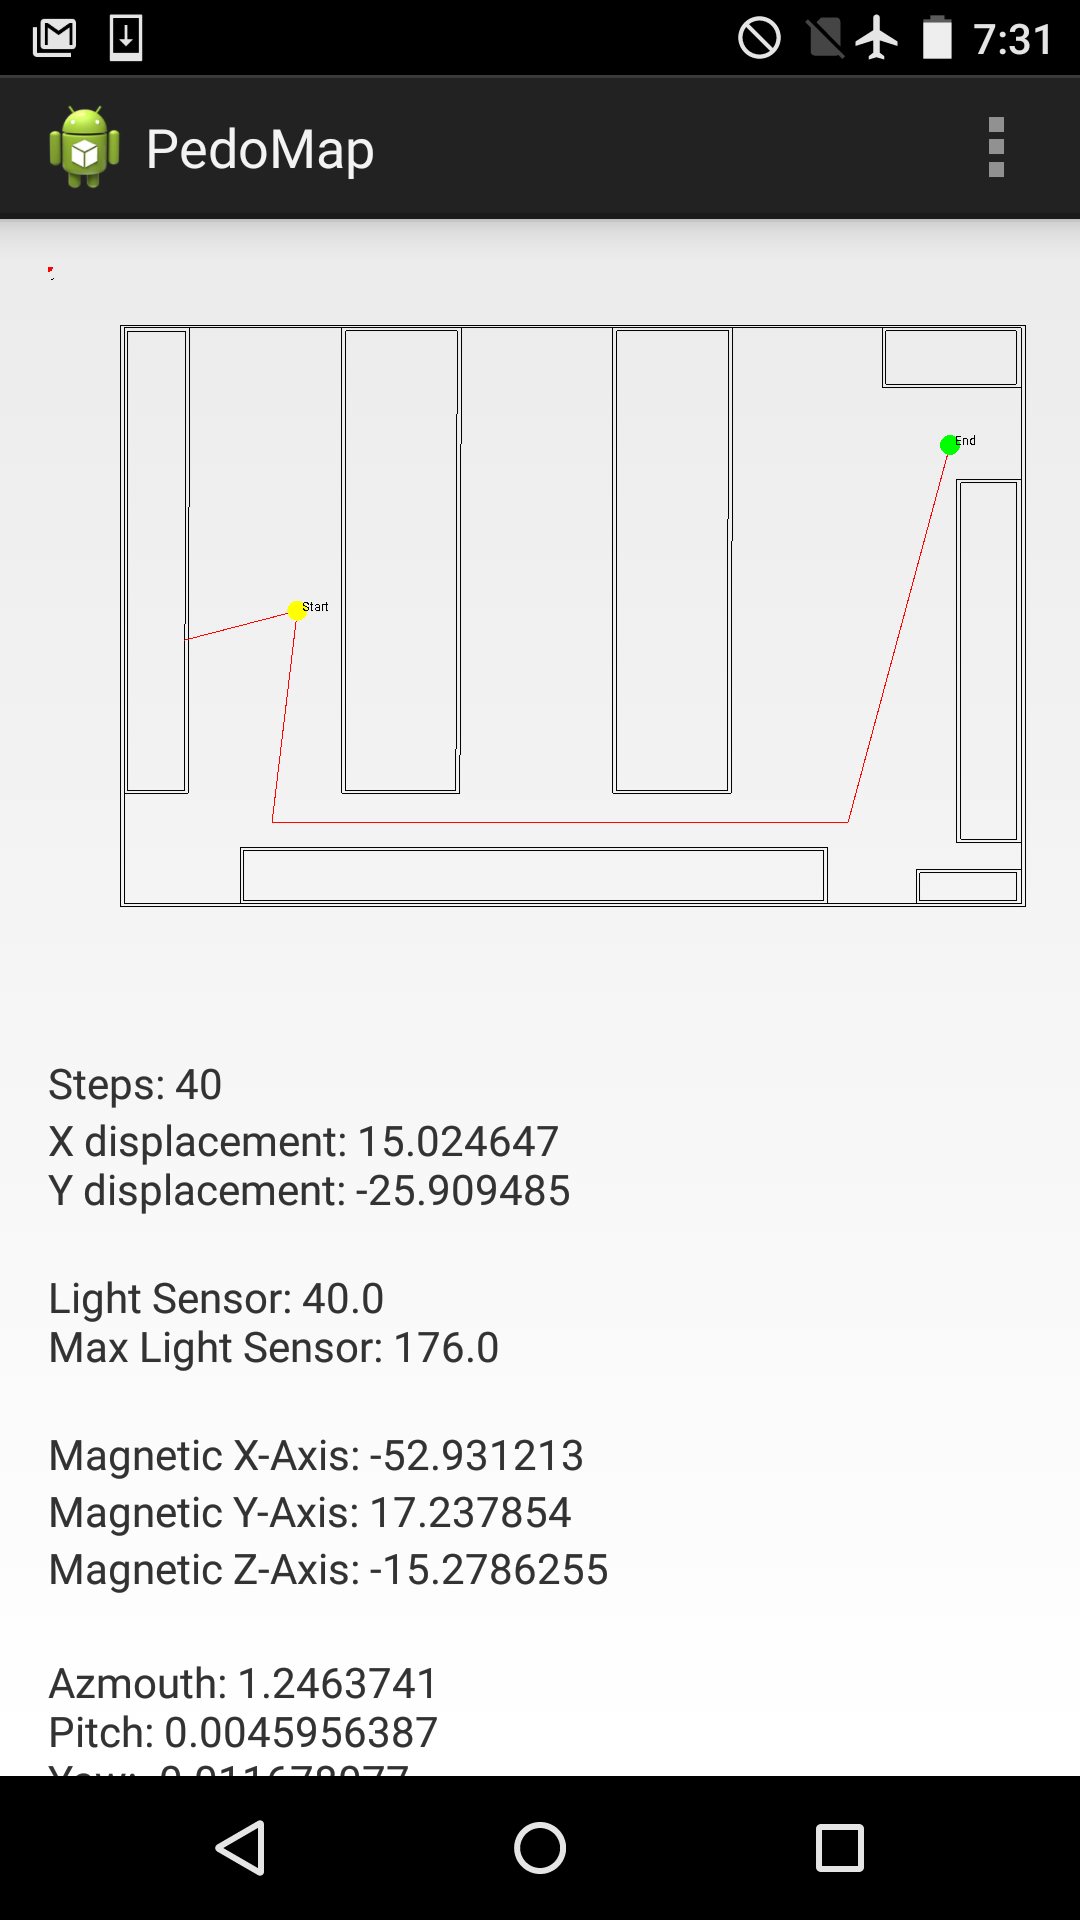 7:31
PedoMap
End
Start
Steps: 40
X displacement: 15.024647
Y displacement: -25.909485
Light Sensor: 40.0
Max Light Sensor: 176.0
Magnetic X-Axis: -52.931213
Magnetic Y-Axis: 17.237854
Magnetic Z-Axis: -15.2786255
Azmouth: 1.2463741
Pitch: 0.0045956387